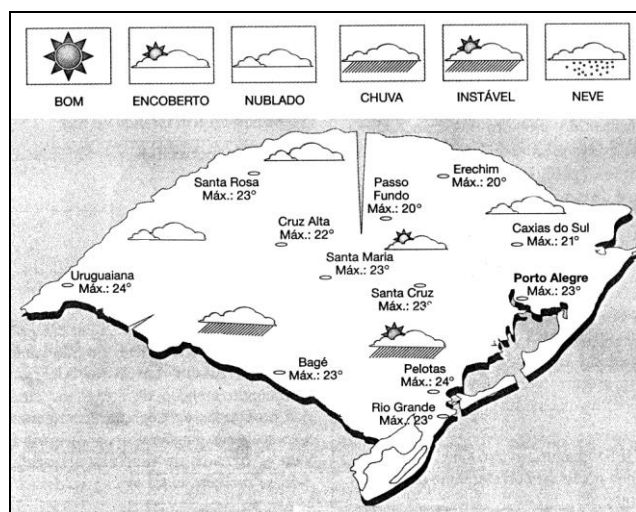 BOM
ENCOBERTO
NUBLADO
CHUVA
INSTÁVEL
NEVE
Santa Rosa
Máx.: 23°
Passo
Fundo
Máx.: 20°
Erechim
Máx.: 20°
Cruz Alta
Máx.: 22°
Caxias do Sul
Máx.: 21°
Santa Maria
Máx.: 23°
Uruguaiana
Máx.: 24°
Santa Cruz
Máx.: 23°
Porto Alegre
Máx.: 23°
Bagé
Máx.: 23°
Pelotas
Máx.: 24°
Rio Grande
Máx.: 23°